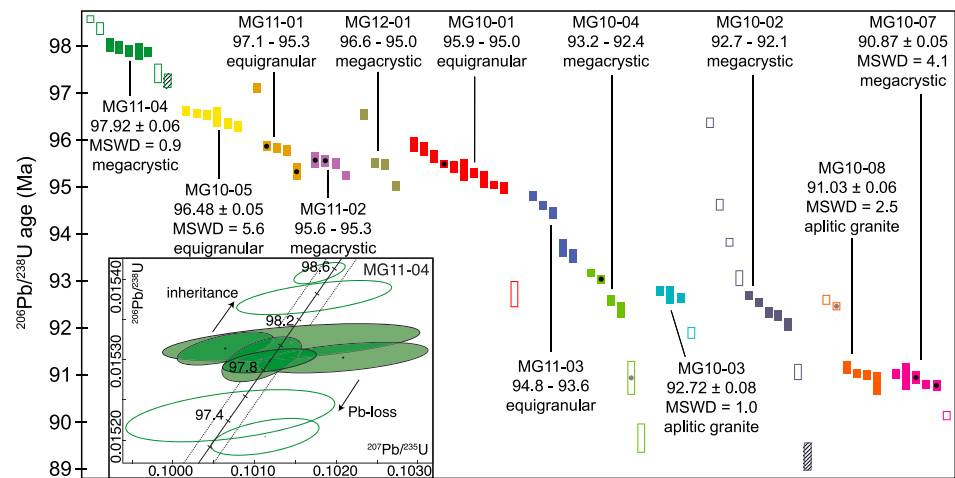 206Pb/238U age (Ma)
98
97
96
95
94
93
92
91
90
89
MG11-04
97.92 ± 0.06
MSWD = 0.9
megacrystic
MG10-05
96.48 ± 0.05
MSWD = 5.6
equigranular
MG11-01
97.1 - 95.3
equigranular
MG11-02
95.6 - 95.3
megacrystic
MG12-01
96.6 - 95.0
megacrystic
MG10-01
95.9 - 95.0
equigranular
MG11-03
94.8 - 93.6
equigranular
MG10-04
93.2 - 92.4
megacrystic
MG10-03
92.72 ± 0.08
MSWD = 1.0
aplitic granite
MG10-02
92.7 - 92.1
megacrystic
MG10-08
91.03 ± 0.06
MSWD = 2.5
aplitic granite
MG10-07
90.87 ± 0.05
MSWD = 4.1
megacrystic
MG11-04
206Pb/238U
0.01540
0.01530
0.01520
98.6
98.2
97.8
97.4
inheritance
Pb-loss
207Pb/235U
0.1000
0.1010
0.1020
0.1030